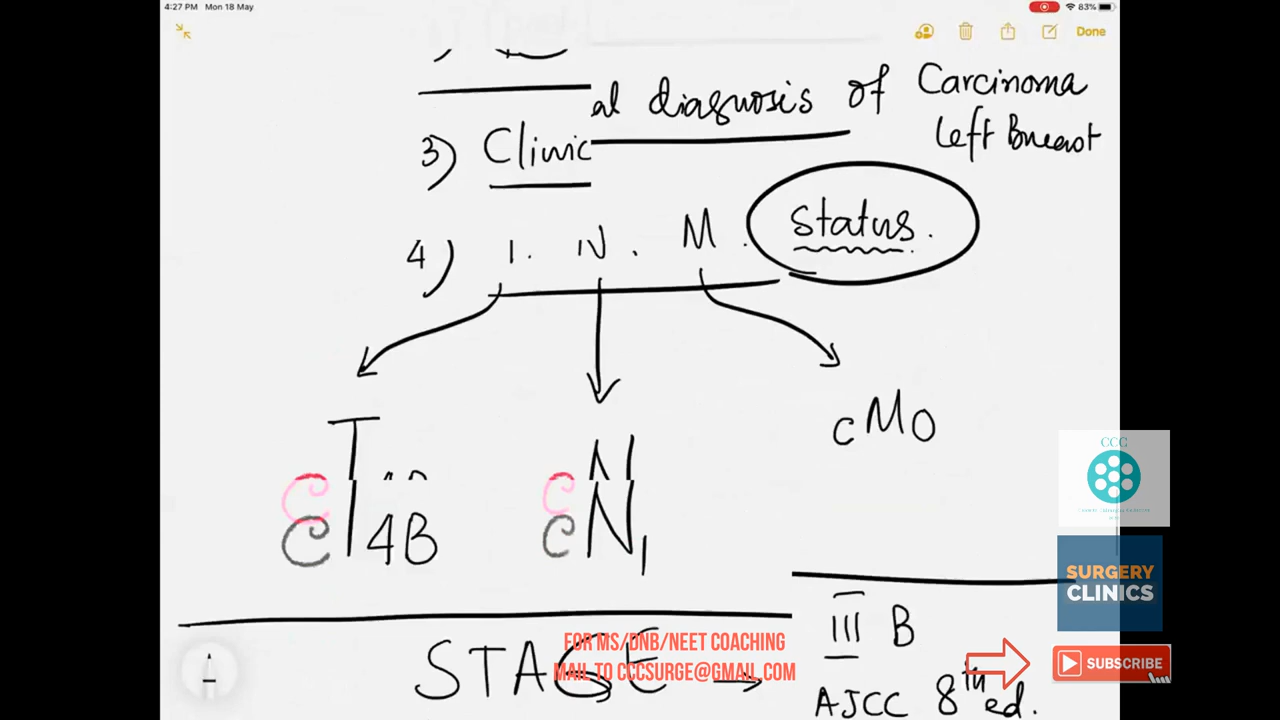 4:27 PM Mon 18 May
83%
Done
al diagnosis of Carcinoma
left Breast
3) Clinic
4) T. N. M. Status.
cT4B cN1 cM0
STAGE → III B
AJCC 8th ed.
FOR MS/DNB/NEET COACHING
MAIL TO CCCSURGE@GMAIL.COM
CCC
SURGERY
CLINICS
SUBSCRIBE